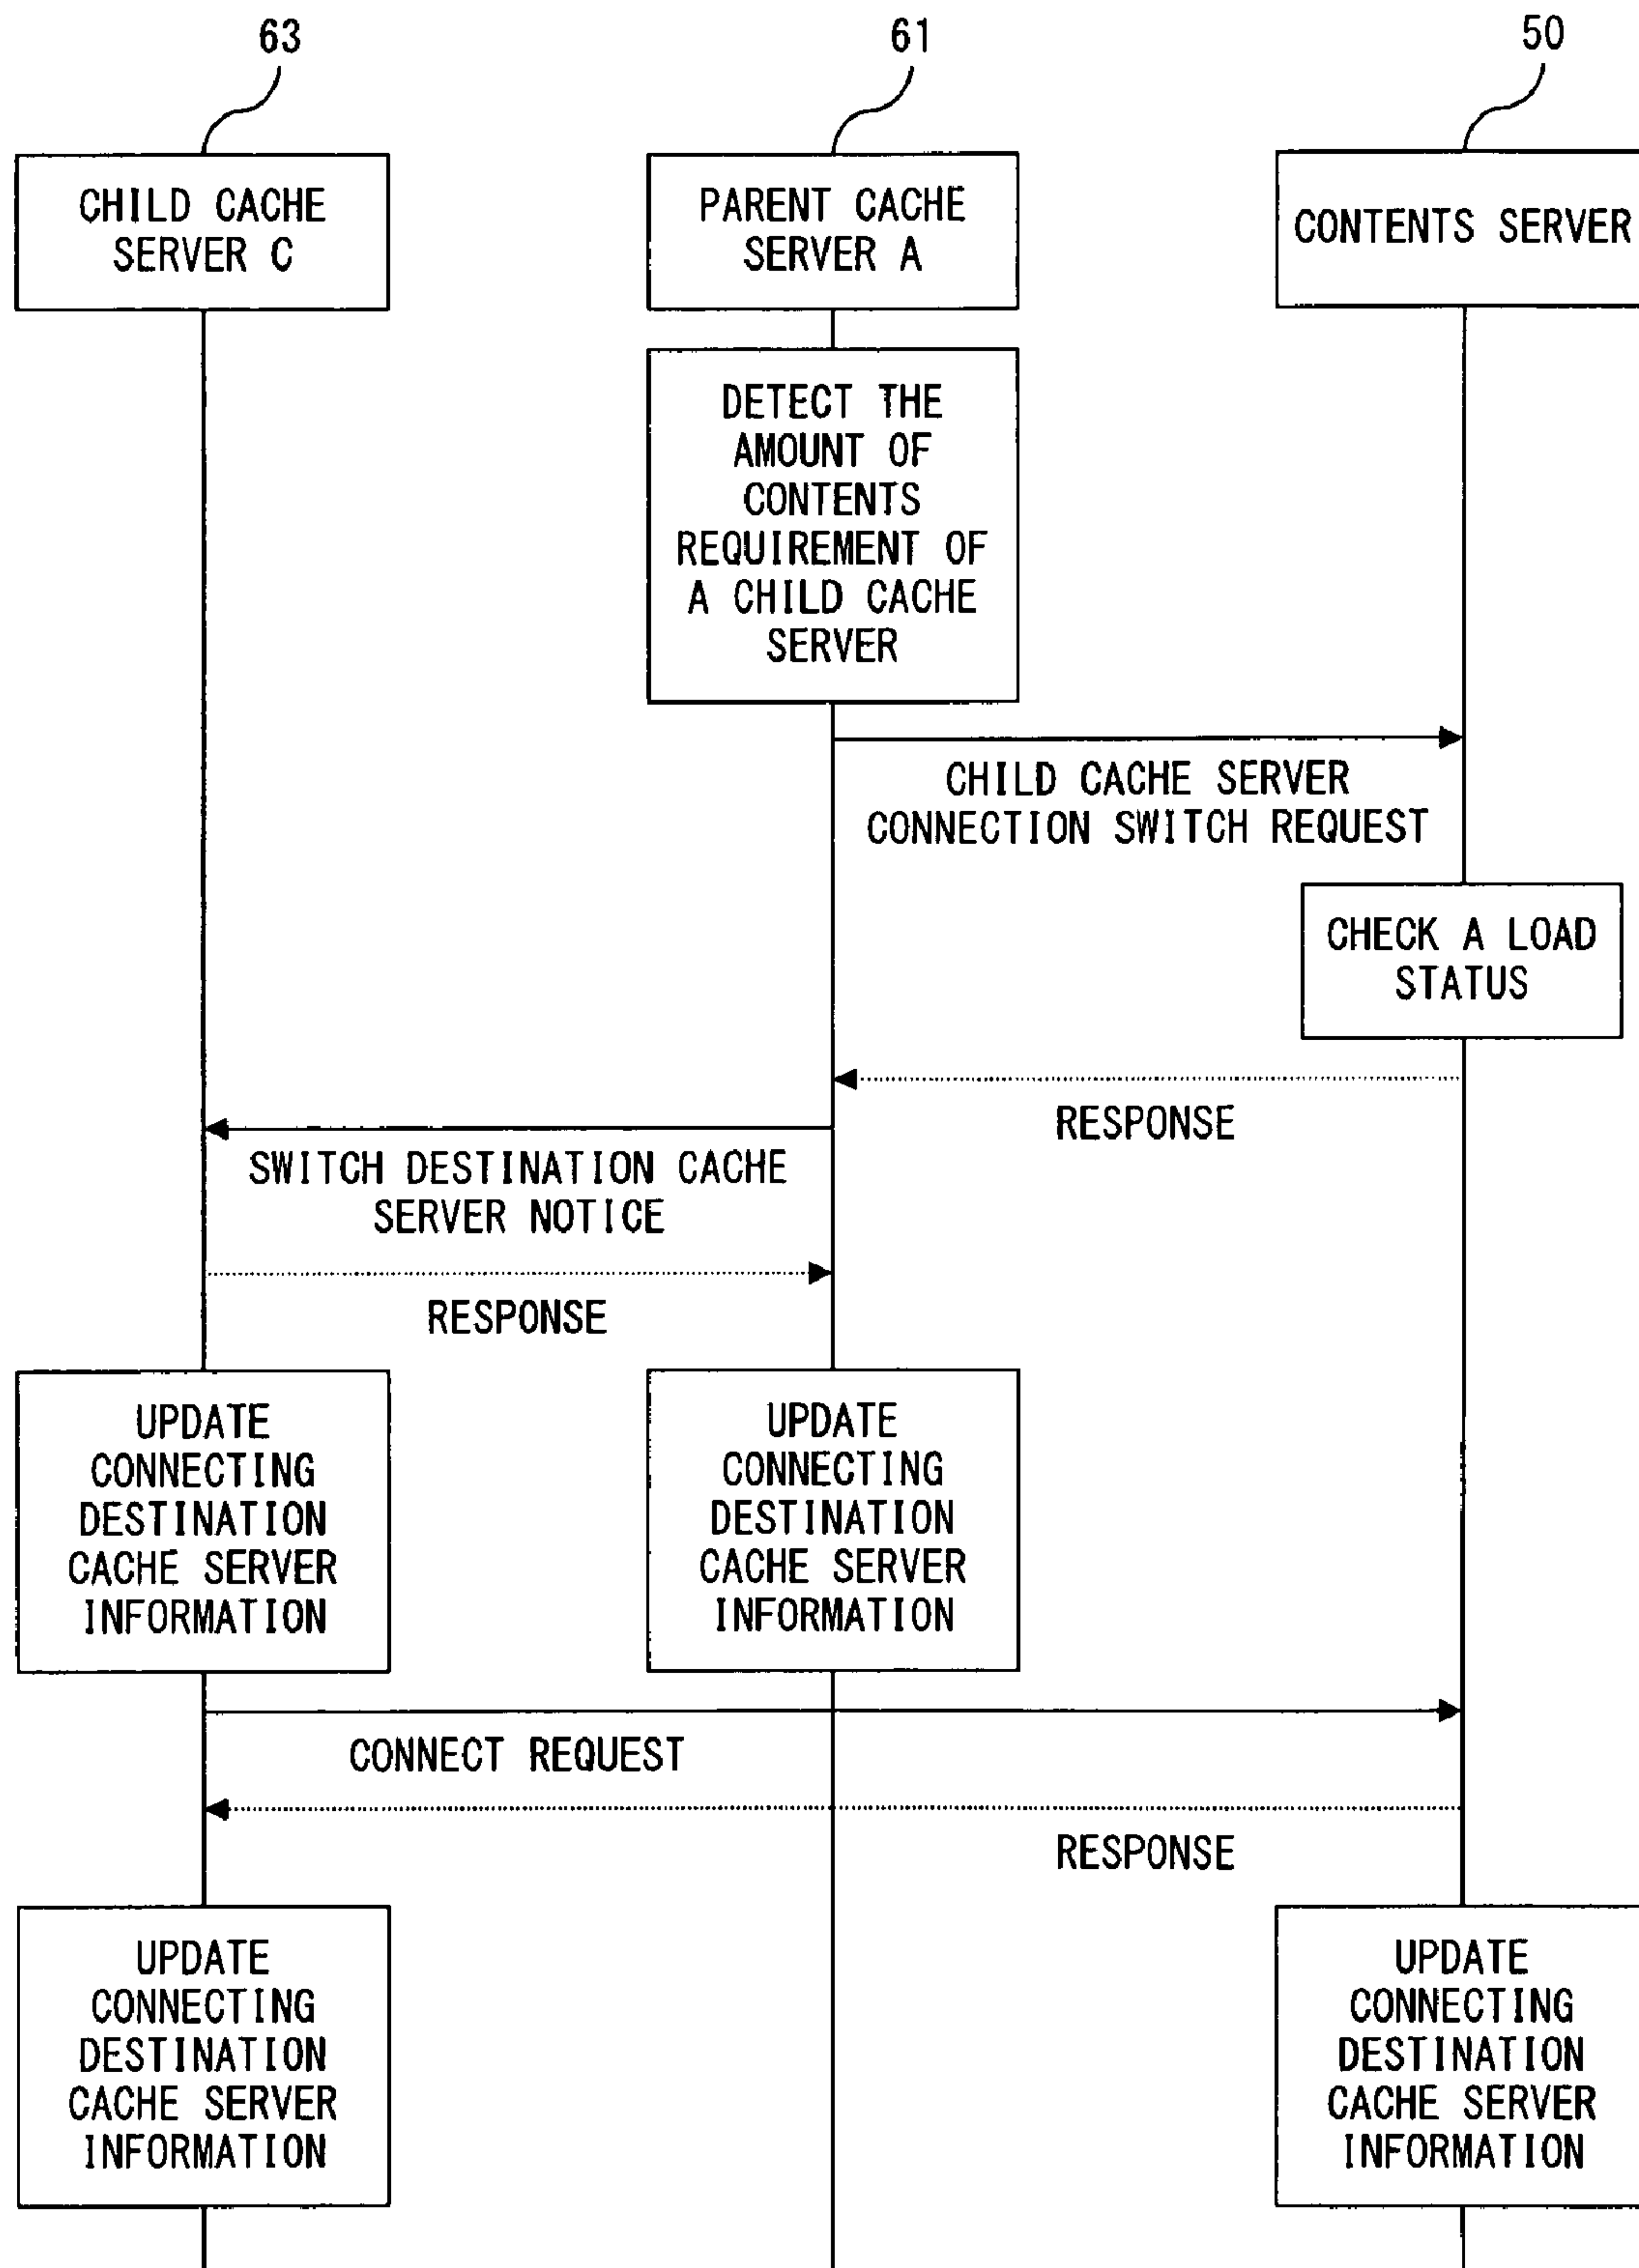 63
61
50
CHILD CACHE
SERVER C
PARENT CACHE
SERVER A
CONTENTS SERVER
DETECT THE
AMOUNT OF
CONTENTS
REQUIREMENT OF
A CHILD CACHE
SERVER
CHILD CACHE SERVER
CONNECTION SWITCH REQUEST
CHECK A LOAD
STATUS
RESPONSE
SWITCH DESTINATION CACHE
SERVER NOTICE
RESPONSE
UPDATE
CONNECTING
DESTINATION
CACHE SERVER
INFORMATION
UPDATE
CONNECTING
DESTINATION
CACHE SERVER
INFORMATION
CONNECT REQUEST
RESPONSE
UPDATE
CONNECTING
DESTINATION
CACHE SERVER
INFORMATION
UPDATE
CONNECTING
DESTINATION
CACHE SERVER
INFORMATION